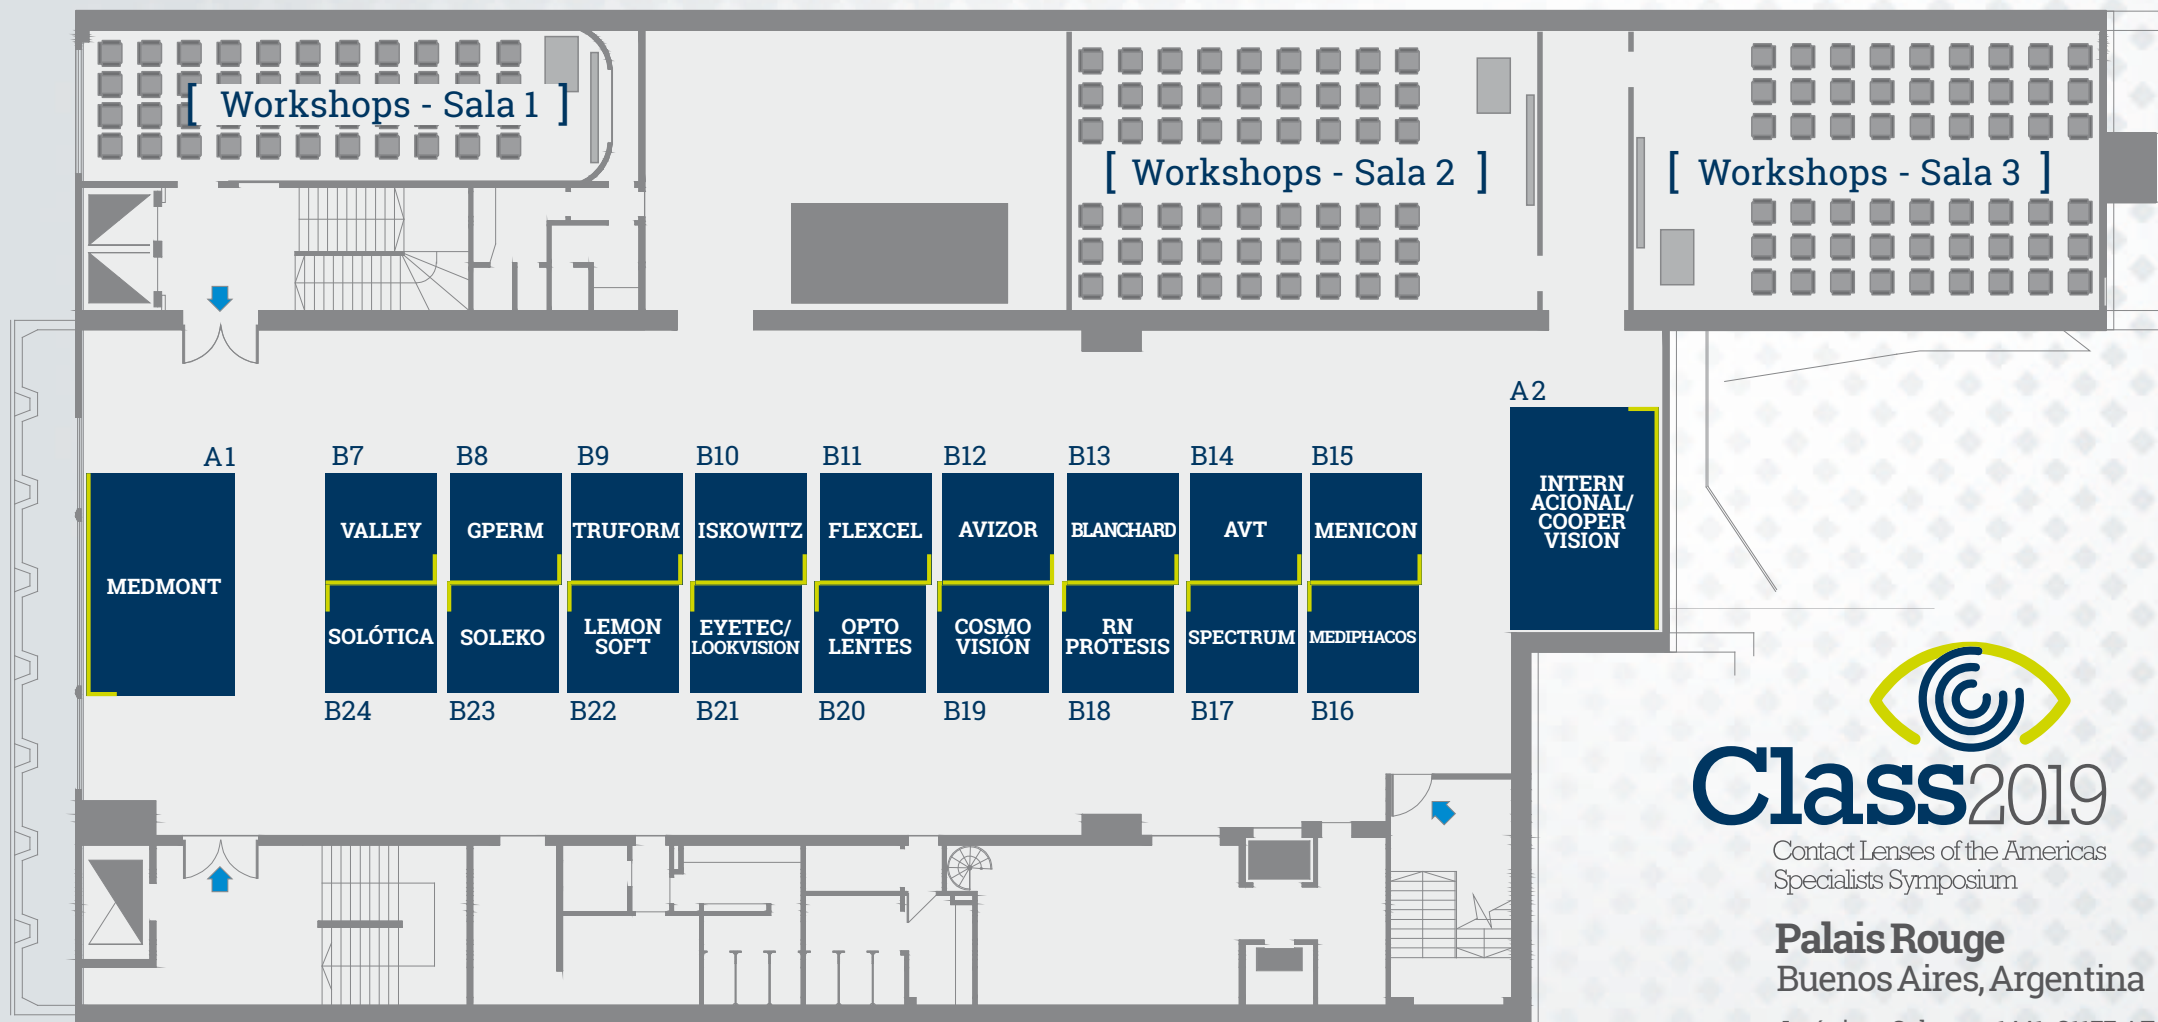 [ Workshops - Sala 1 ]
[ Workshops - Sala 2 ]
[ Workshops - Sala 3 ]
A1
MEDMONT
A2
INTERN
ACIONAL/
COOPER
VISION
B7
B8
B9
B10
B11
B12
B13
B14
B15
VALLEY
GPERM
TRUFORM
ISKOWITZ
FLEXCEL
AVIZOR
BLANCHARD
AVT
MENICON
SOLÓTICA
SOLEKO
LEMON
SOFT
EYETEC/
LOOKVISION
OPTO
LENTES
COSMO
VISIÓN
RN
PROTESIS
SPECTRUM
MEDIPHACOS
B24
B23
B22
B21
B20
B19
B18
B17
B16
Class2019
Contact Lenses of the Americas
Specialists Symposium
Palais Rouge
Buenos Aires, Argentina